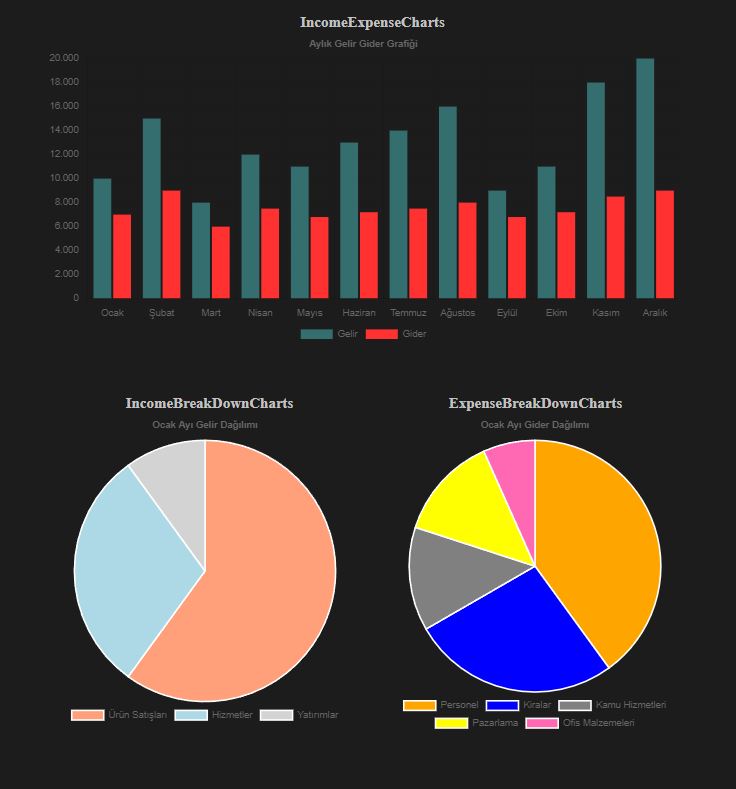 IncomeExpenseCharts
Aylık Gelir Gider Grafiği
20.000
18.000
16.000
14.000
12.000
10.000
8.000
6.000
4.000
2.000
0
Ocak Şubat Mart Nisan Mayıs Haziran Temmuz Ağustos Eylül Ekim Kasım Aralık
Gelir Gider
IncomeBreakDownCharts
Ocak Ayı Gelir Dağılımı
Ürün Satışları Hizmetler Yatırımlar
ExpenseBreakDownCharts
Ocak Ayı Gider Dağılımı
Personel Kiralar Kamu Hizmetleri
Pazarlama Ofis Malzemeleri